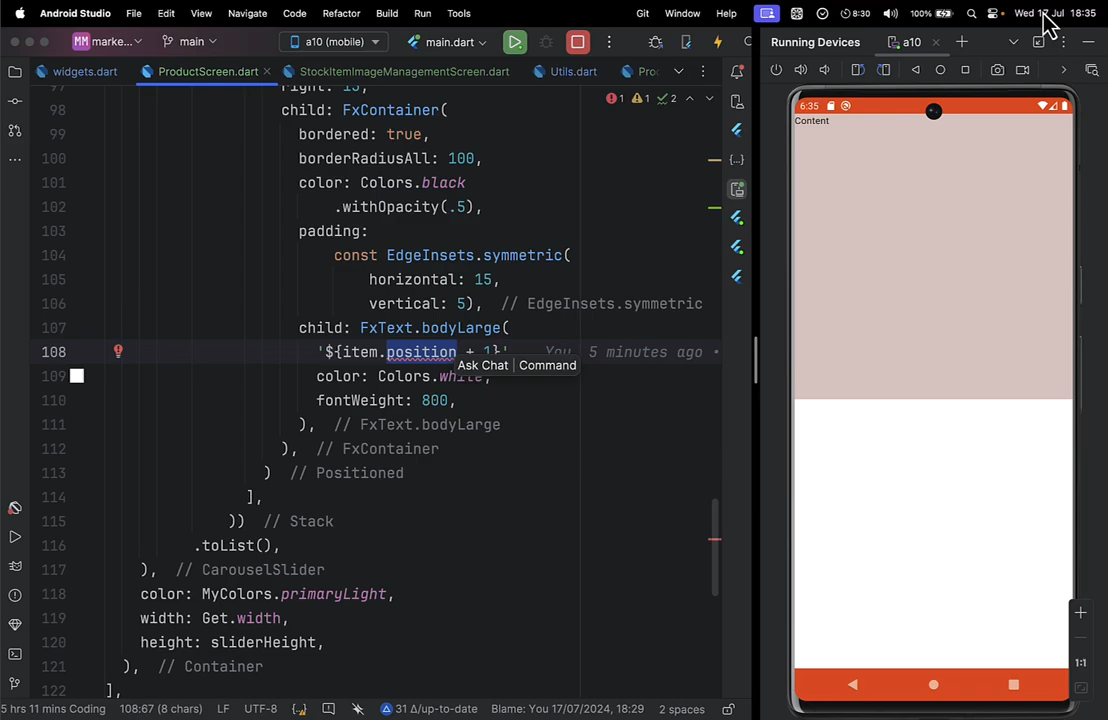 Android Studio File Edit View Navigate Code Refactor Build Run Tools Git Window Help 8:30 100% Wed 17 Jul 18:35
MM marke... main a10 (mobile) main.dart Running Devices a10
widgets.dart ProductScreen.dart StockItemImageManagementScreen.dart Utils.dart Pro
1 1 2
98 child: FxContainer(
99 bordered: true,
100 borderRadiusAll: 100,
101 color: Colors.black
102 .withOpacity(.5),
103 padding:
104 const EdgeInsets.symmetric(
105 horizontal: 15,
106 vertical: 5), // EdgeInsets.symmetric
107 child: FxText.bodyLarge(
108 '${item.position + 1}' You 5 minutes ago •
Ask Chat | Command
109 color: Colors.white,
110 fontWeight: 800,
111 ), // FxText.bodyLarge
112 ), // FxContainer
113 ) // Positioned
114 ],
115 )) // Stack
116 .toList(),
117 ), // CarouselSlider
118 color: MyColors.primaryLight,
119 width: Get.width,
120 height: sliderHeight,
121 ), // Container
122 ],
5 hrs 11 mins Coding 108:67 (8 chars) LF UTF-8 31 Δ/up-to-date Blame: You 17/07/2024, 18:29 2 spaces
6:35
Content
1:1